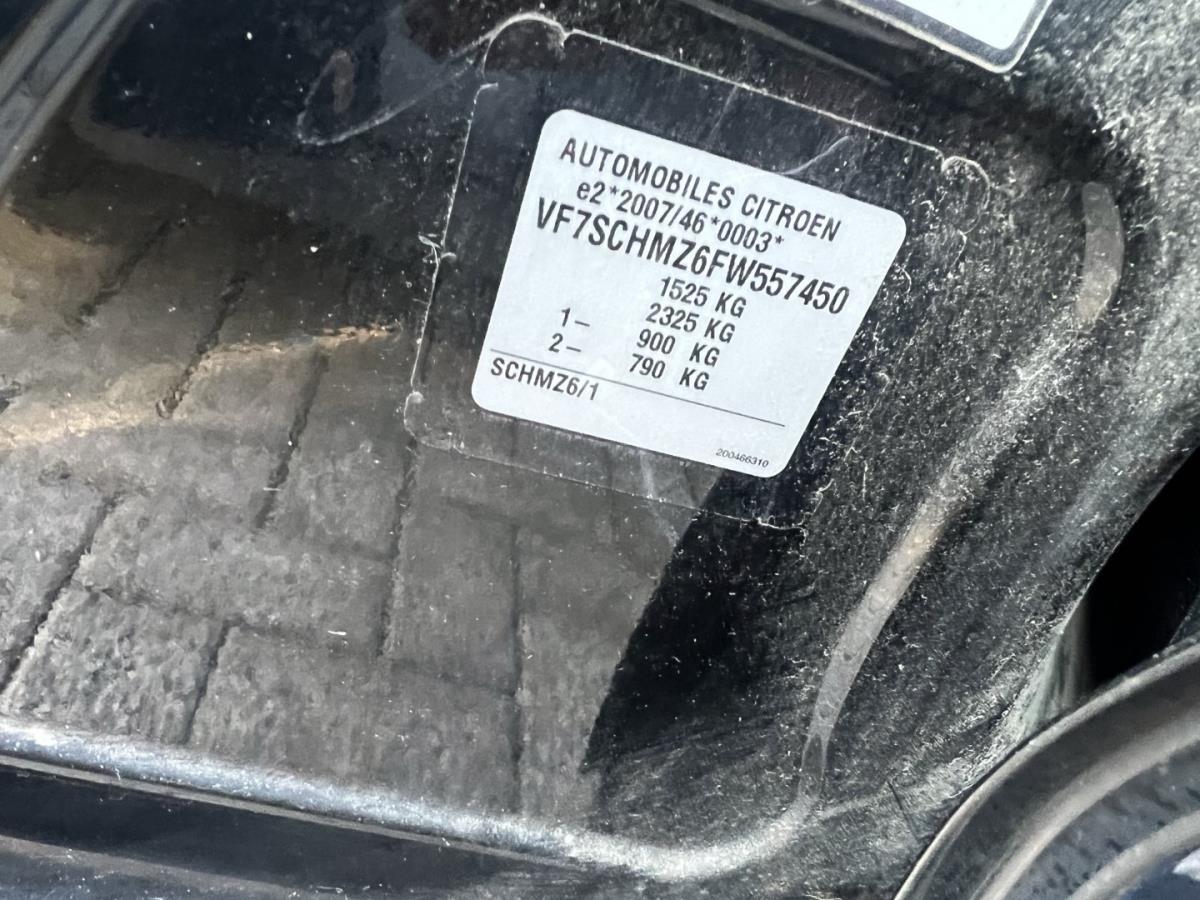 AUTOMOBILES CITROEN
e2*2007/46*0003*
VF7SCHMZ6FW557450
1525 KG
1– 2325 KG
2– 900 KG
790 KG
SCHMZ6/1
200466310